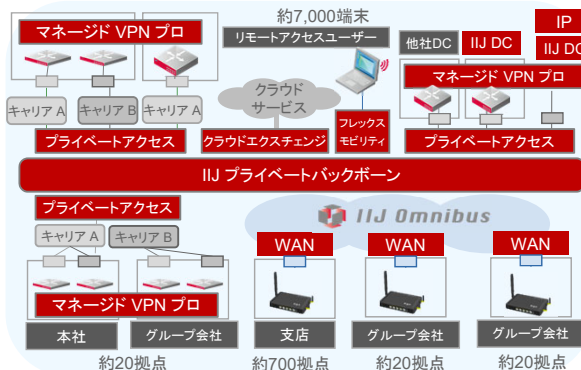 約7,000端末
マネージド VPN プロ
リモートアクセスユーザー
他社DC
IIJ DC
IP
IIJ DC
マネージド VPN プロ
クラウド
サービス
キャリア A
キャリア B
キャリア A
フレックス
モビリティ
プライベートアクセス
クラウドエクスチェンジ
プライベートアクセス
IIJ プライベートバックボーン
プライベートアクセス
IIJ Omnibus
キャリア A
キャリア B
WAN
WAN
WAN
マネージド VPN プロ
本社
グループ会社
支店
グループ会社
グループ会社
約20拠点
約700拠点
約20拠点
約20拠点